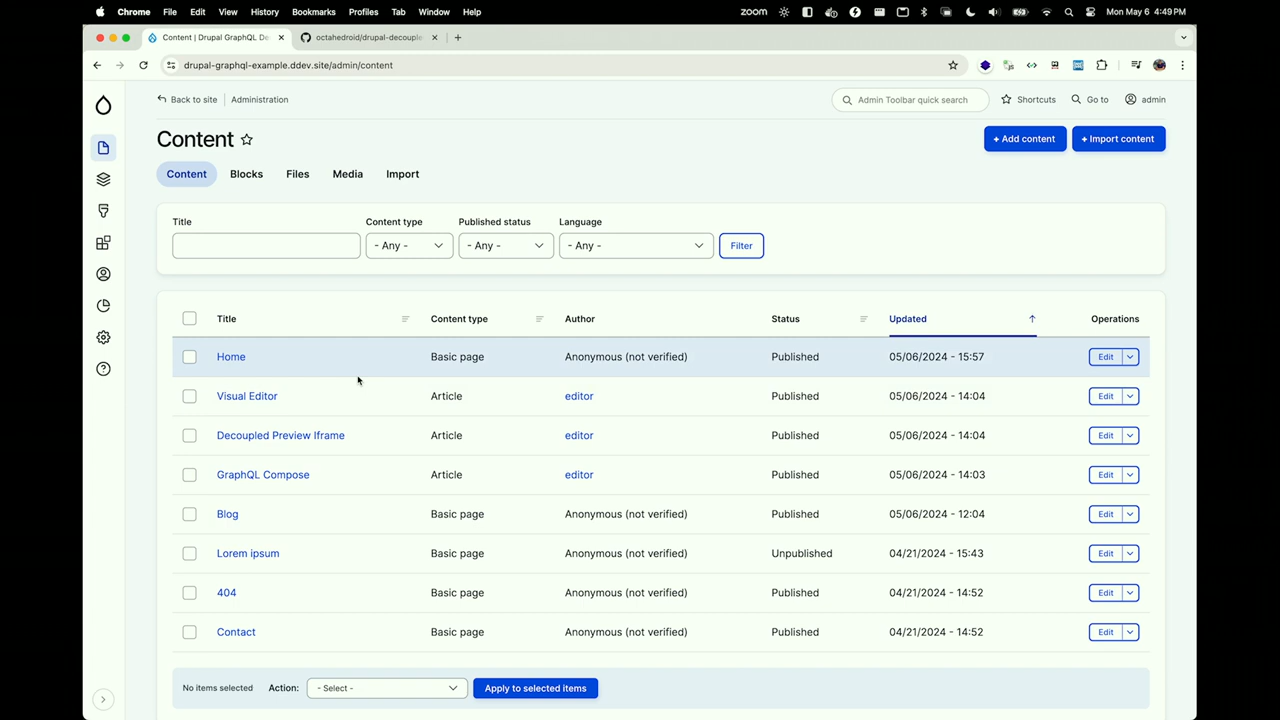 Chrome File Edit View History Bookmarks Profiles Tab Window Help zoom Mon May 6 4:49 PM
Content | Drupal GraphQL De octahedroid/drupal-decouple
drupal-graphql-example.ddev.site/admin/content
Back to site Administration Admin Toolbar quick search Shortcuts Go to admin
Content + Add content + Import content
Content Blocks Files Media Import
Title Content type Published status Language
- Any - - Any - - Any - Filter
Title Content type Author Status Updated Operations
Home Basic page Anonymous (not verified) Published 05/06/2024 - 15:57 Edit
Visual Editor Article editor Published 05/06/2024 - 14:04 Edit
Decoupled Preview Iframe Article editor Published 05/06/2024 - 14:04 Edit
GraphQL Compose Article editor Published 05/06/2024 - 14:03 Edit
Blog Basic page Anonymous (not verified) Published 05/06/2024 - 12:04 Edit
Lorem ipsum Basic page Anonymous (not verified) Unpublished 04/21/2024 - 15:43 Edit
404 Basic page Anonymous (not verified) Published 04/21/2024 - 14:52 Edit
Contact Basic page Anonymous (not verified) Published 04/21/2024 - 14:52 Edit
No items selected Action: - Select - Apply to selected items